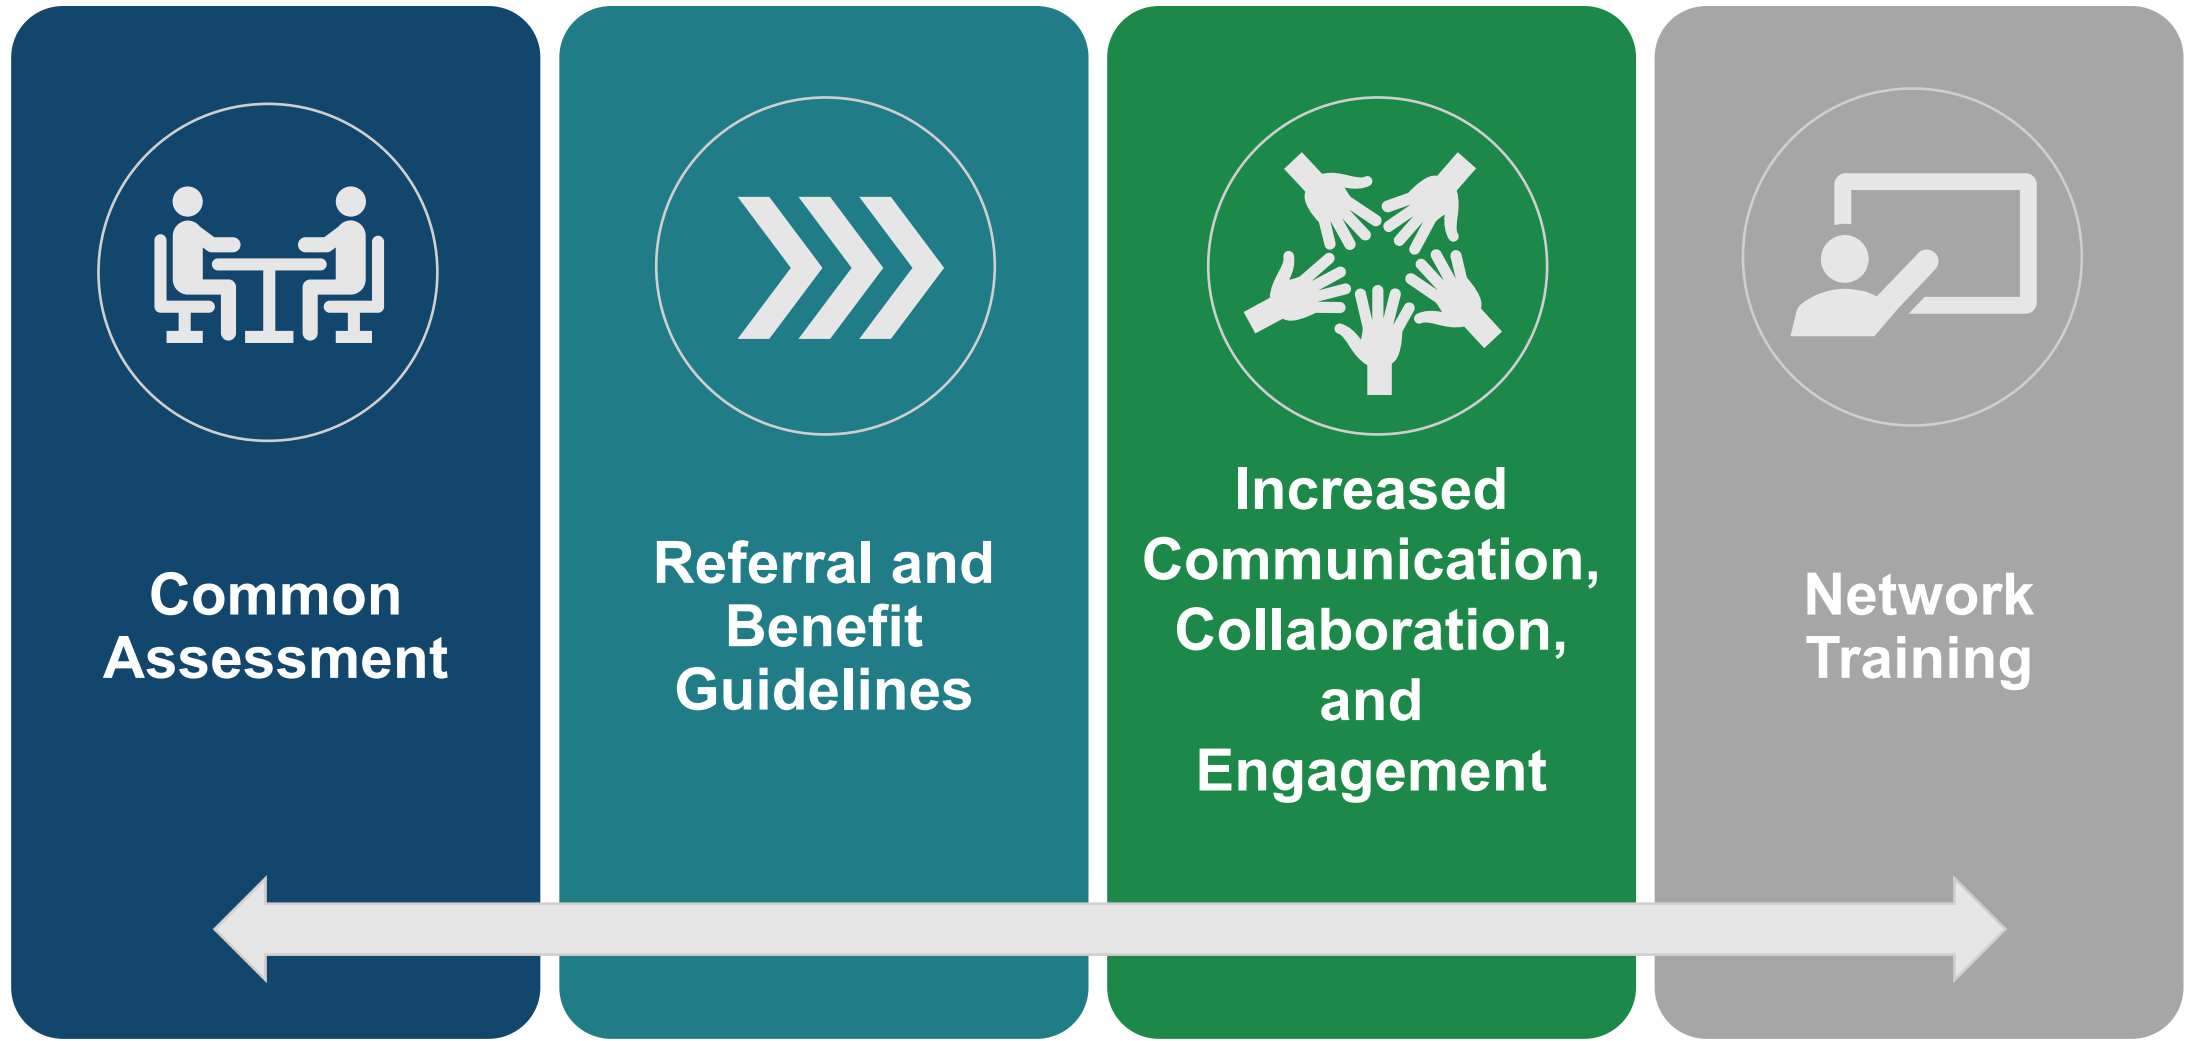 Common
Assessment
Referral and
Benefit
Guidelines
Increased
Communication,
Collaboration,
and
Engagement
Network
Training